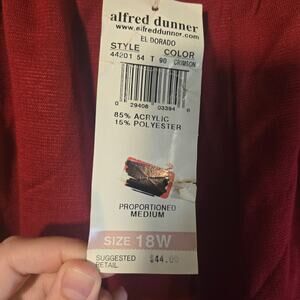 alfred dunner
www.alfreddunner.com
EL DORADO
STYLE COLOR
44201 54 T 90 CRIMSON
0 29408 03394
85% ACRYLIC
15% POLYESTER
PROPORTIONED
MEDIUM
SIZE 18W
SUGGESTED
RETAIL $44.00